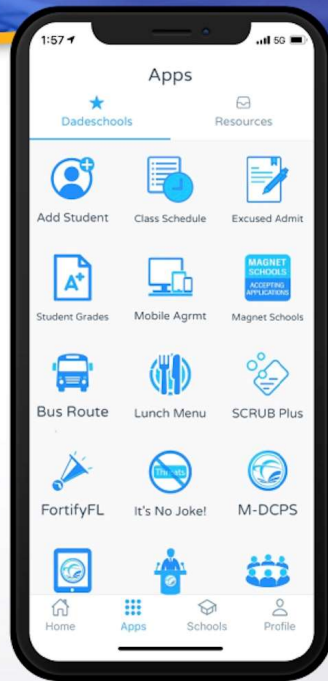 1:57
5G
Apps
Dadeschools
Resources
Add Student
Class Schedule
Excused Admit
A+
Student Grades
Mobile Agrmt
MAGNET
SCHOOLS
ACCEPTING
APPLICATIONS
Magnet Schools
Bus Route
Lunch Menu
SCRUB Plus
Threats
FortifyFL
It's No Joke!
M-DCPS
Home
Apps
Schools
Profile